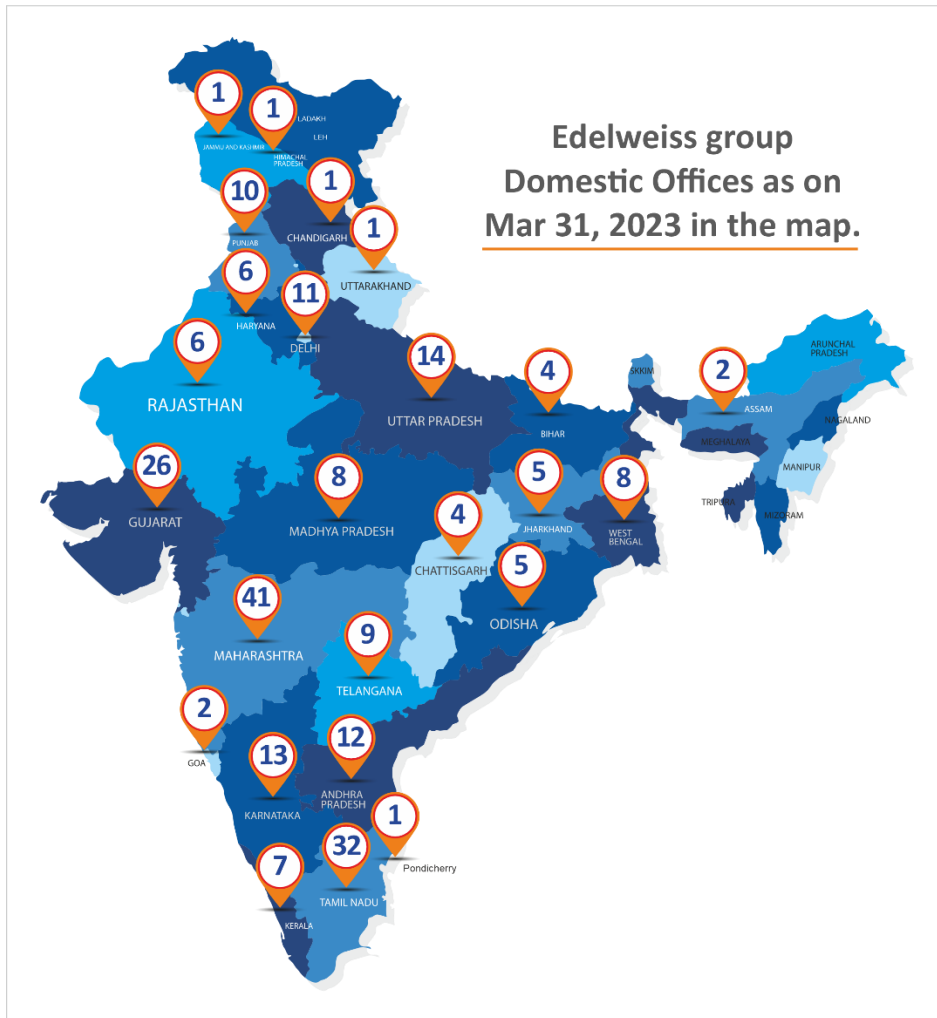 Edelweiss group
Domestic Offices as on
Mar 31, 2023 in the map.
1
JAMMU AND KASHMIR
1
HIMACHAL
PRADESH
LADAKH
LEH
10
PUNJAB
1
CHANDIGARH
1
UTTARAKHAND
6
HARYANA
11
DELHI
6
RAJASTHAN
14
UTTAR PRADESH
4
BIHAR
SKKIM
2
ASSAM
ARUNCHAL
PRADESH
NAGALAND
MEGHALAYA
MANIPUR
TRIPURA
MIZORAM
26
GUJARAT
8
MADHYA PRADESH
4
CHATTISGARH
5
JHARKHAND
8
WEST
BENGAL
5
ODISHA
41
MAHARASHTRA
9
TELANGANA
2
GOA
13
KARNATAKA
12
ANDHRA
PRADESH
1
Pondicherry
7
KERALA
32
TAMIL NADU